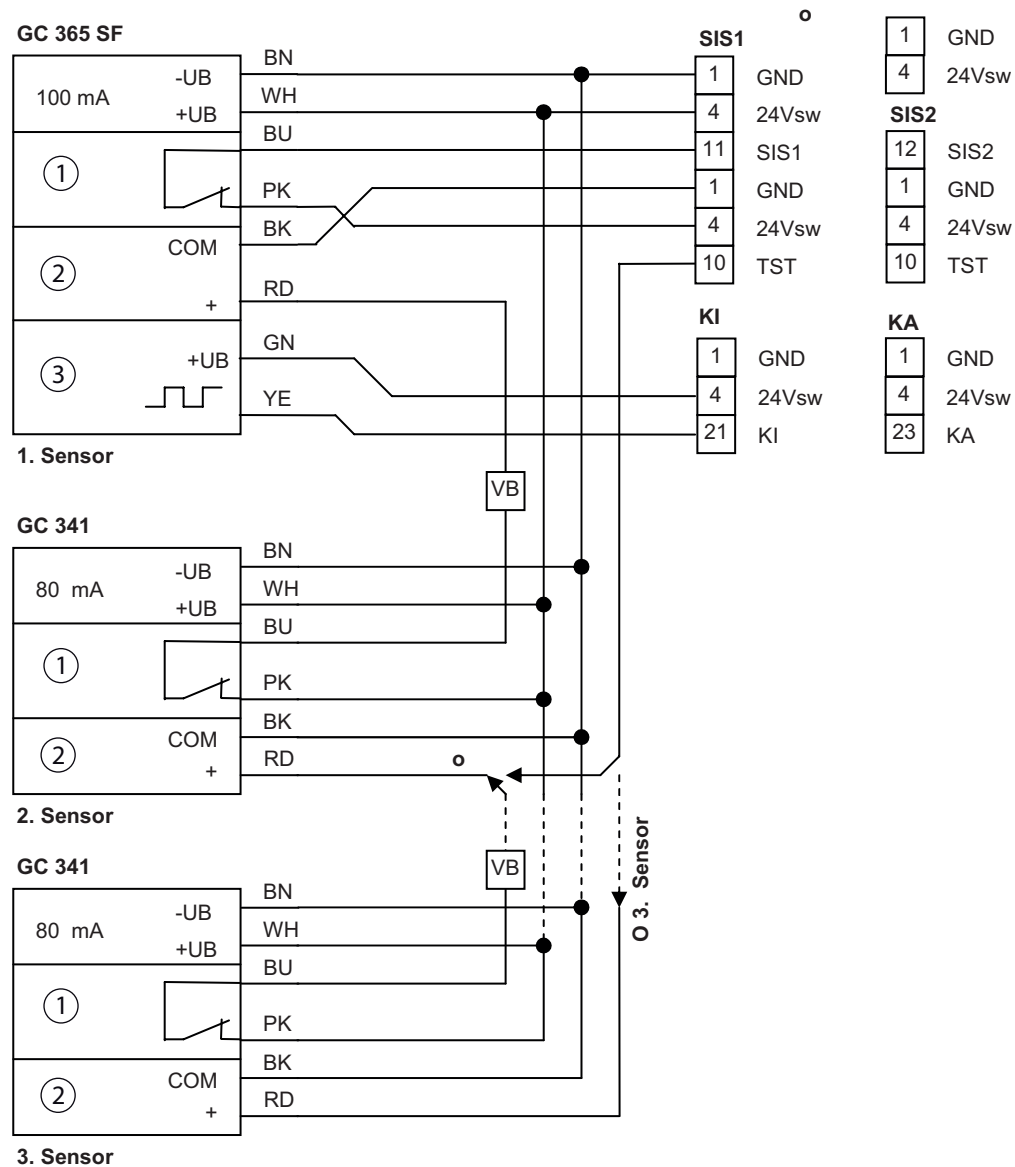 GC 365 SF
100 mA
-UB
+UB
1
2
COM
+
3
+UB
1. Sensor
BN
WH
BU
PK
BK
RD
GN
YE
VB
SIS1
1 GND
4 24Vsw
11 SIS1
1 GND
4 24Vsw
10 TST
KI
1 GND
4 24Vsw
21 KI
o
1 GND
4 24Vsw
SIS2
12 SIS2
1 GND
4 24Vsw
10 TST
KA
1 GND
4 24Vsw
23 KA
GC 341
80 mA
-UB
+UB
1
2
COM
+
2. Sensor
BN
WH
BU
PK
BK
RD
o
VB
O 3. Sensor
GC 341
80 mA
-UB
+UB
1
2
COM
+
3. Sensor
BN
WH
BU
PK
BK
RD